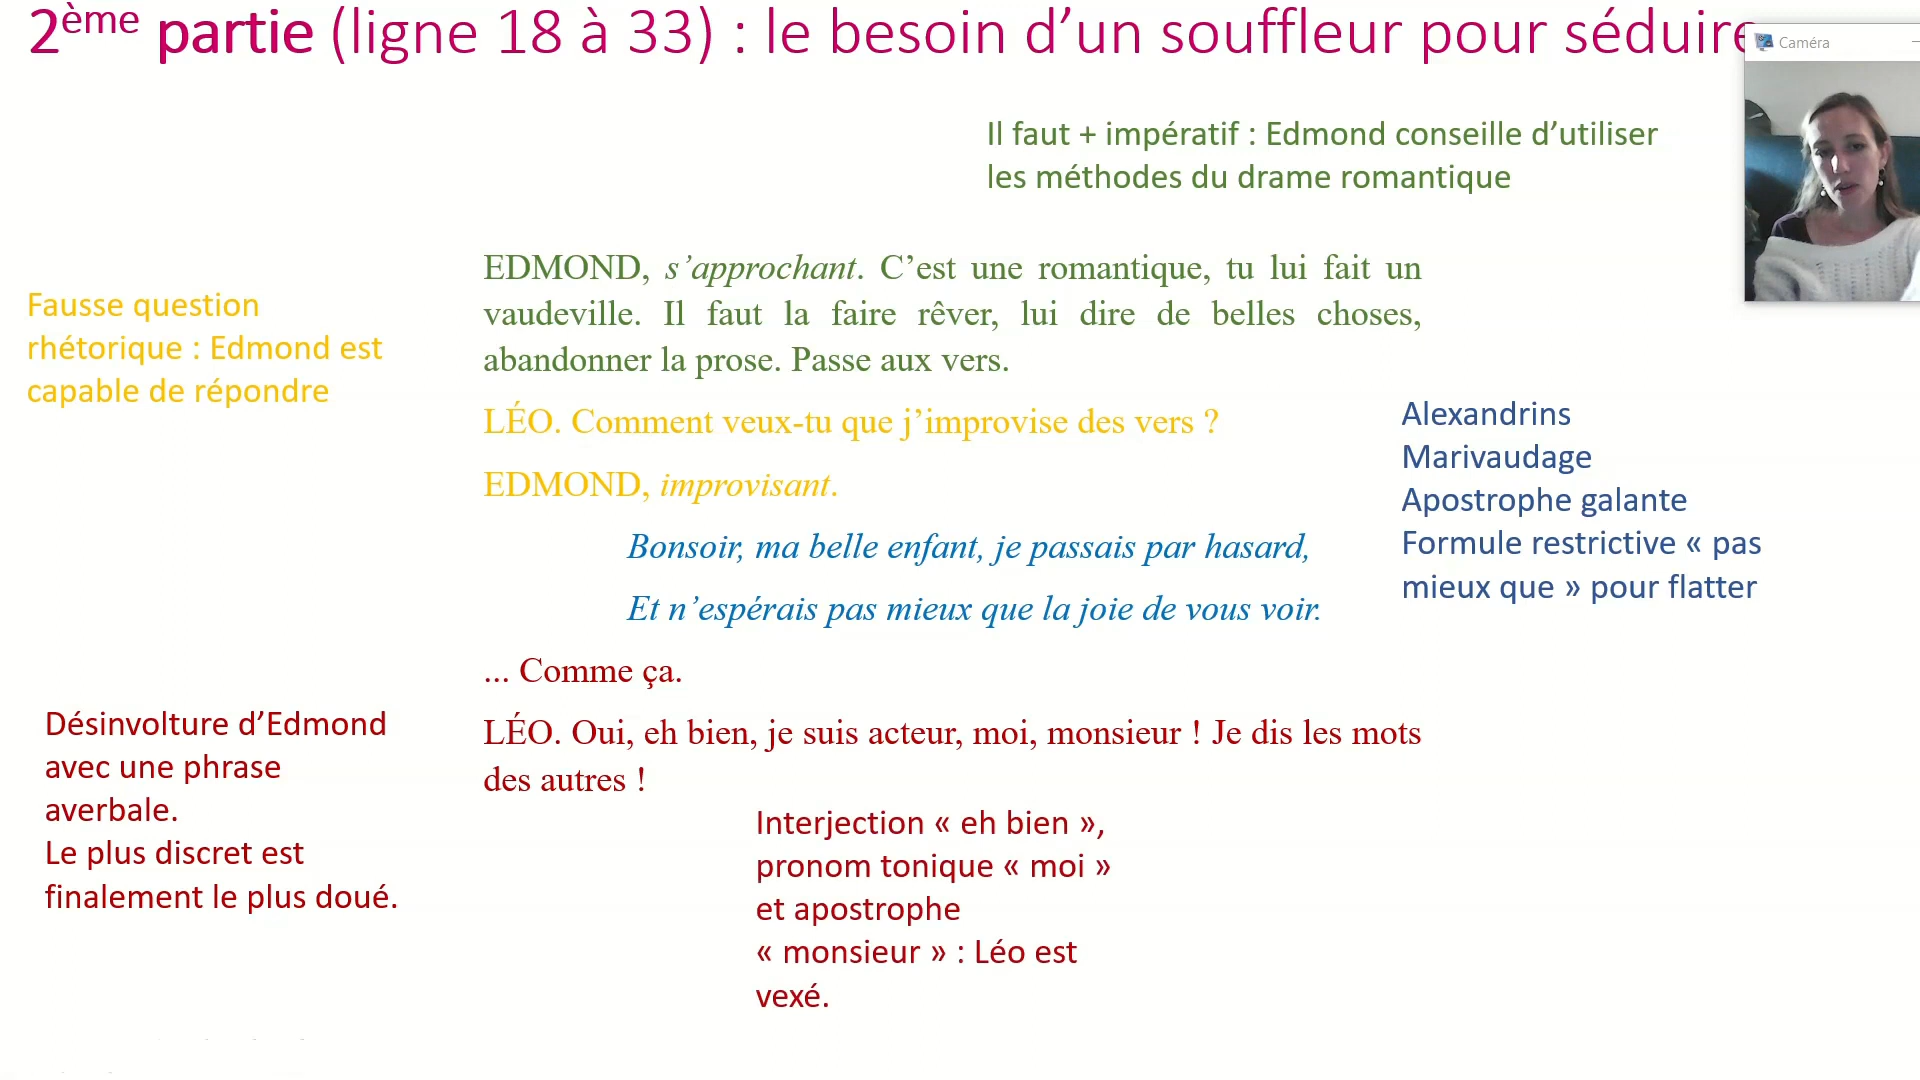 2ème partie (ligne 18 à 33) : le besoin d’un souffleur pour séduire
Caméra
Il faut + impératif : Edmond conseille d’utiliser
les méthodes du drame romantique
EDMOND, s’approchant. C’est une romantique, tu lui fait un
vaudeville. Il faut la faire rêver, lui dire de belles choses,
abandonner la prose. Passe aux vers.
Fausse question
rhétorique : Edmond est
capable de répondre
LÉO. Comment veux-tu que j’improvise des vers ?
EDMOND, improvisant.
Bonsoir, ma belle enfant, je passais par hasard,
Et n’espérais pas mieux que la joie de vous voir.
Alexandrins
Marivaudage
Apostrophe galante
Formule restrictive « pas
mieux que » pour flatter
... Comme ça.
LÉO. Oui, eh bien, je suis acteur, moi, monsieur ! Je dis les mots
des autres !
Désinvolture d’Edmond
avec une phrase
averbale.
Le plus discret est
finalement le plus doué.
Interjection « eh bien »,
pronom tonique « moi »
et apostrophe
« monsieur » : Léo est
vexé.